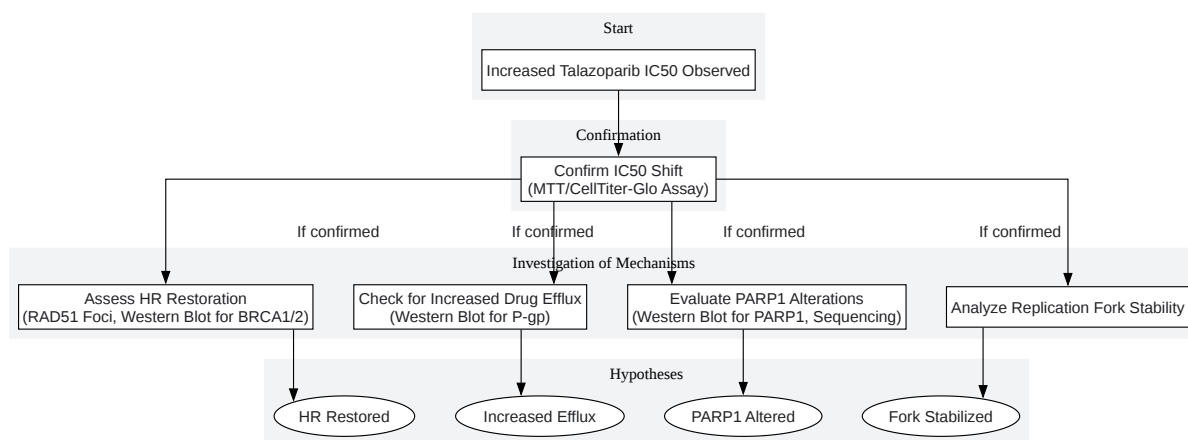 Start
Increased Talazoparib IC50 Observed
Confirmation
Confirm IC50 Shift
(MTT/CellTiter-Glo Assay)
If confirmed
If confirmed
If confirmed
If confirmed
Investigation of Mechanisms
Assess HR Restoration
(RAD51 Foci, Western Blot for BRCA1/2)
Check for Increased Drug Efflux
(Western Blot for P-gp)
Evaluate PARP1 Alterations
(Western Blot for PARP1, Sequencing)
Analyze Replication Fork Stability
Hypotheses
HR Restored
Increased Efflux
PARP1 Altered
Fork Stabilized